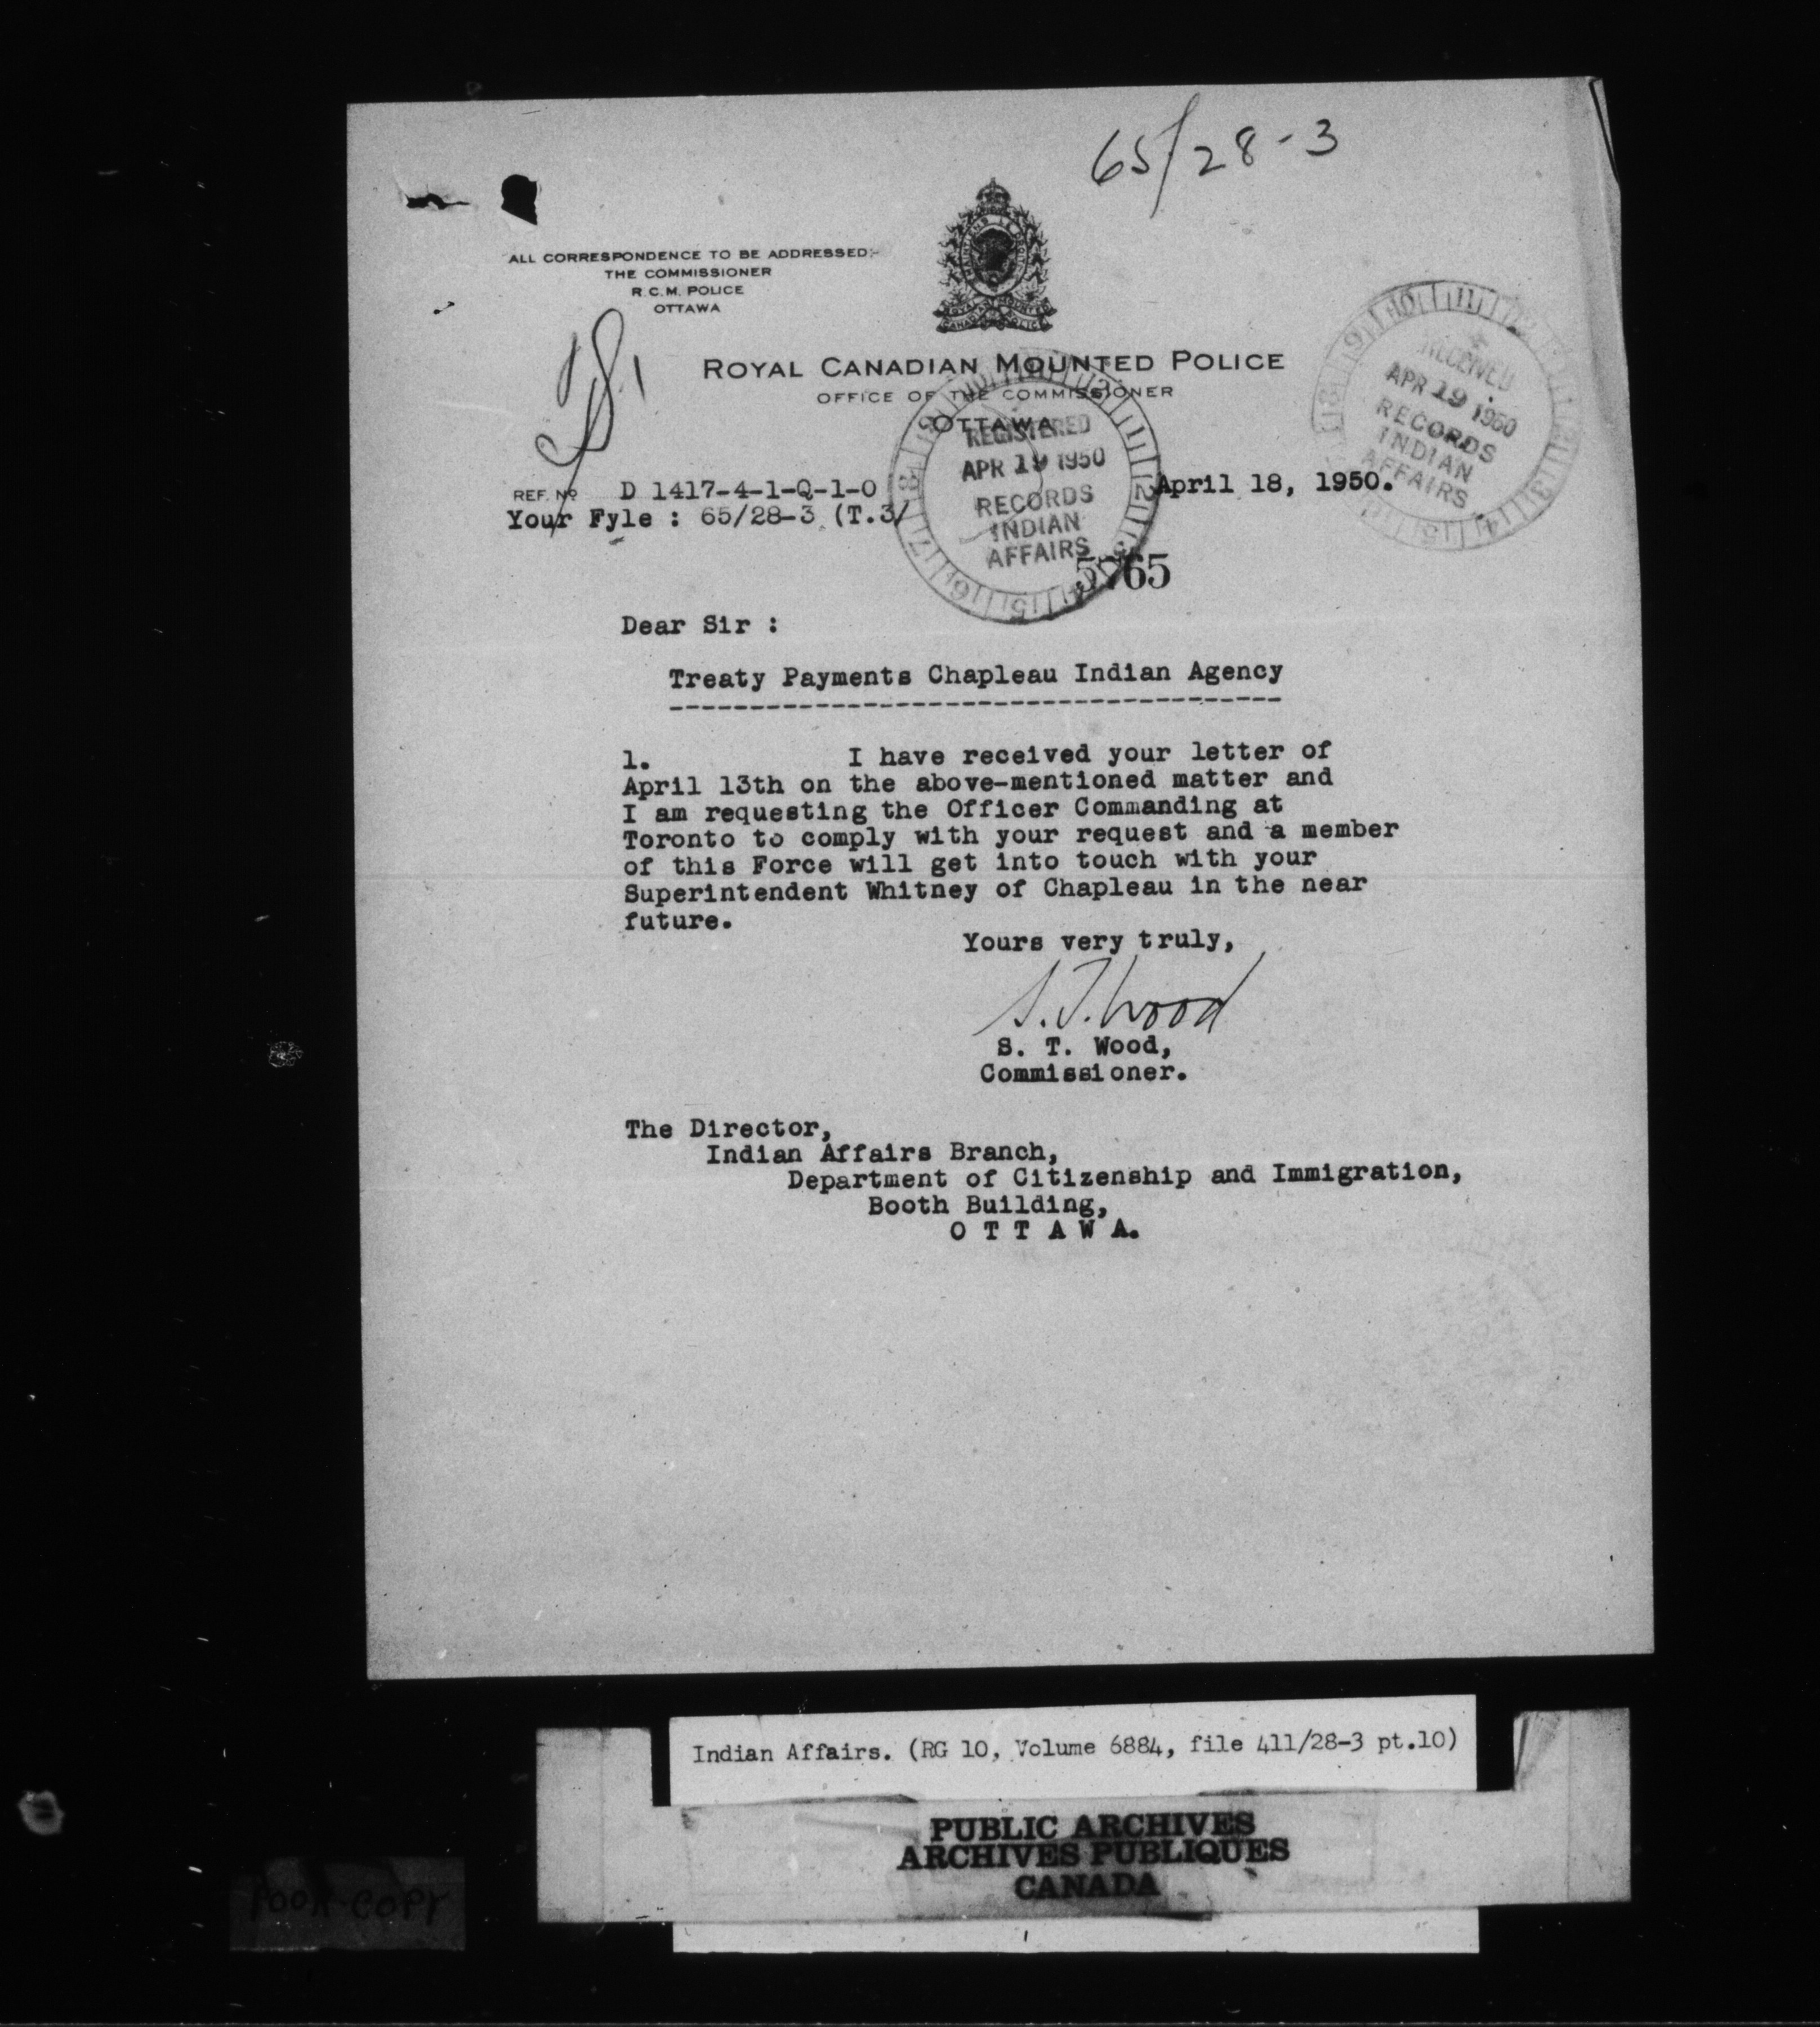 65/28-3
ALL CORRESPONDENCE TO BE ADDRESSED:-
THE COMMISSIONER
R.C.M. POLICE
OTTAWA
MAINTIENS LE DROIT
ROYAL CANADIAN MOUNTED POLICE
ROYAL CANADIAN MOUNTED POLICE
OFFICE OF THE COMMISSIONER
OTTAWA
RECEIVED
APR 19 1950
RECORDS
INDIAN
AFFAIRS
REGISTERED
APR 19 1950
RECORDS
INDIAN
AFFAIRS
REF. No D 1417-4-1-Q-1-O
April 18, 1950.
Your Fyle : 65/28-3 (T.3/
5765
Dear Sir :
Treaty Payments Chapleau Indian Agency
1. I have received your letter of
April 13th on the above-mentioned matter and
I am requesting the Officer Commanding at
Toronto to comply with your request and a member
of this Force will get into touch with your
Superintendent Whitney of Chapleau in the near
future.
Yours very truly,
S.T. Wood
S. T. Wood,
Commissioner.
The Director,
Indian Affairs Branch,
Department of Citizenship and Immigration,
Booth Building,
O T T A W A.
Indian Affairs. (RG 10, Volume 6884, file 411/28-3 pt.10)
PUBLIC ARCHIVES
ARCHIVES PUBLIQUES
CANADA
POOR COPY